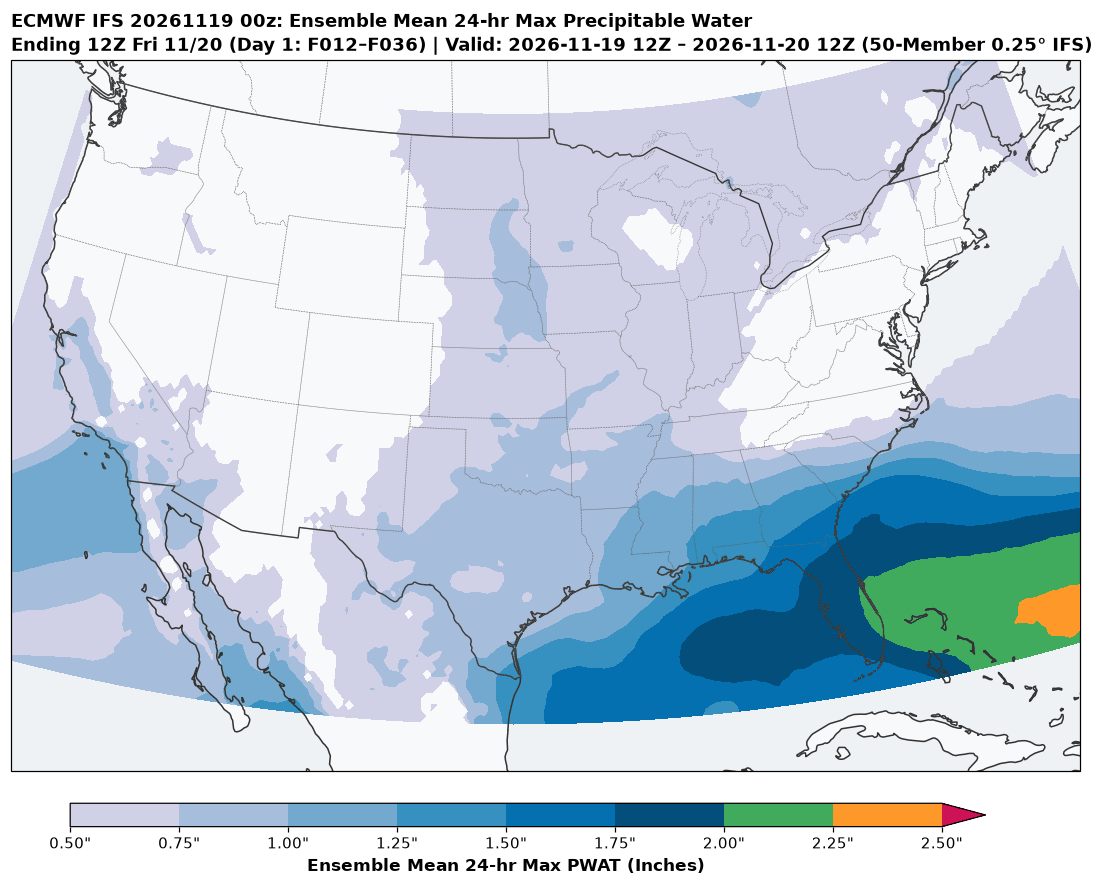 ECMWF IFS 20261119 00z: Ensemble Mean 24-hr Max Precipitable Water
Ending 12Z Fri 11/20 (Day 1: F012–F036) | Valid: 2026-11-19 12Z – 2026-11-20 12Z (50-Member 0.25° IFS)
0.50" 0.75" 1.00" 1.25" 1.50" 1.75" 2.00" 2.25" 2.50"
Ensemble Mean 24-hr Max PWAT (Inches)